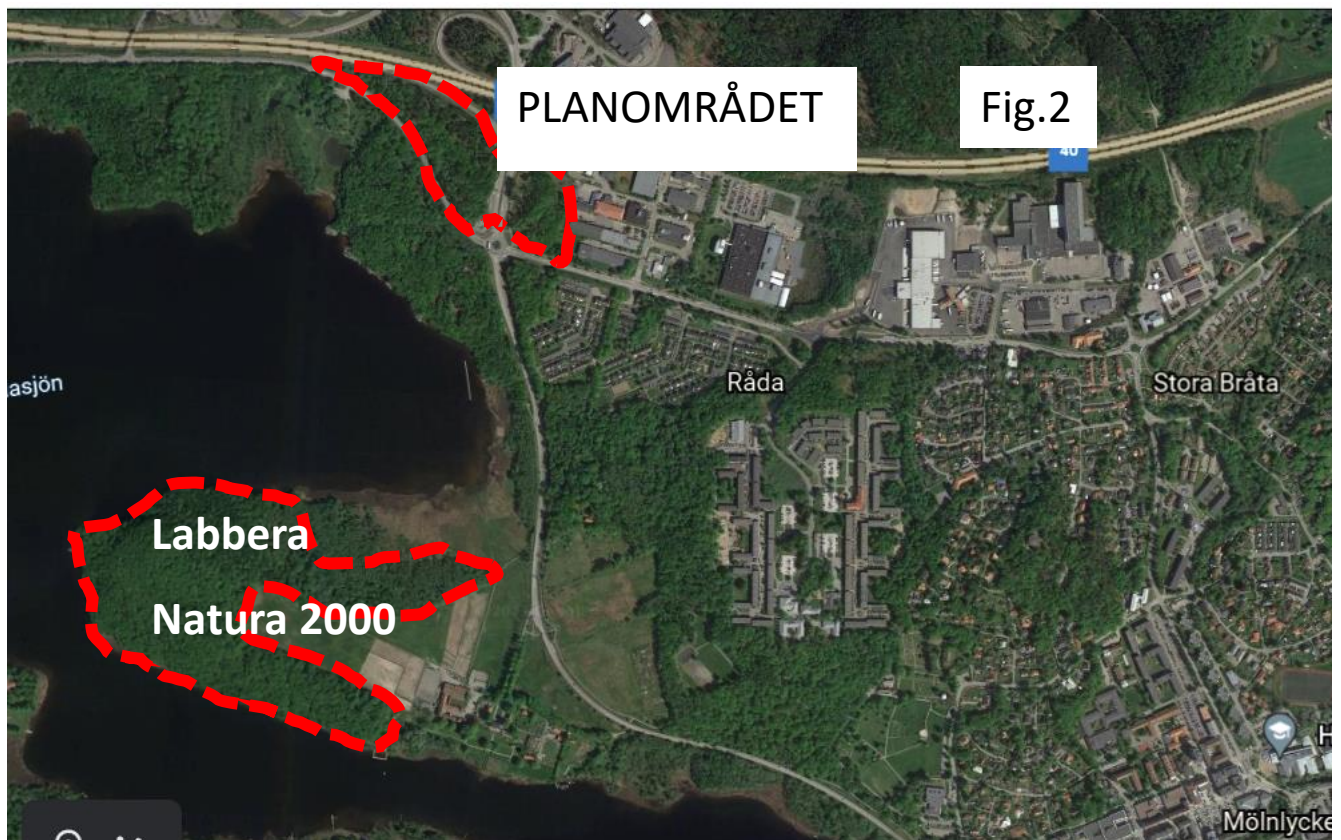 PLANOMRÅDET
Fig.2
40
asjön
Råda
Stora Bråta
Labbera
Natura 2000
H
Mölnlycke